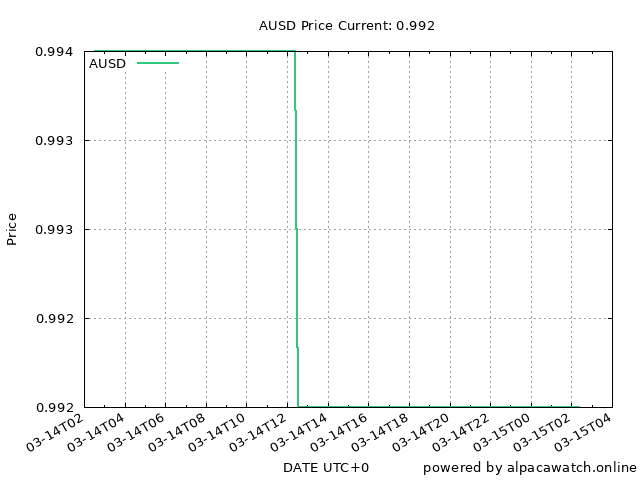 AUSD Price Current: 0.992
AUSD
0.994
0.993
0.993
0.992
0.992
Price
03-14T02
03-14T04
03-14T06
03-14T08
03-14T10
03-14T12
03-14T14
03-14T16
03-14T18
03-14T20
03-14T22
03-15T00
03-15T02
03-15T04
DATE UTC+0
powered by alpacawatch.online